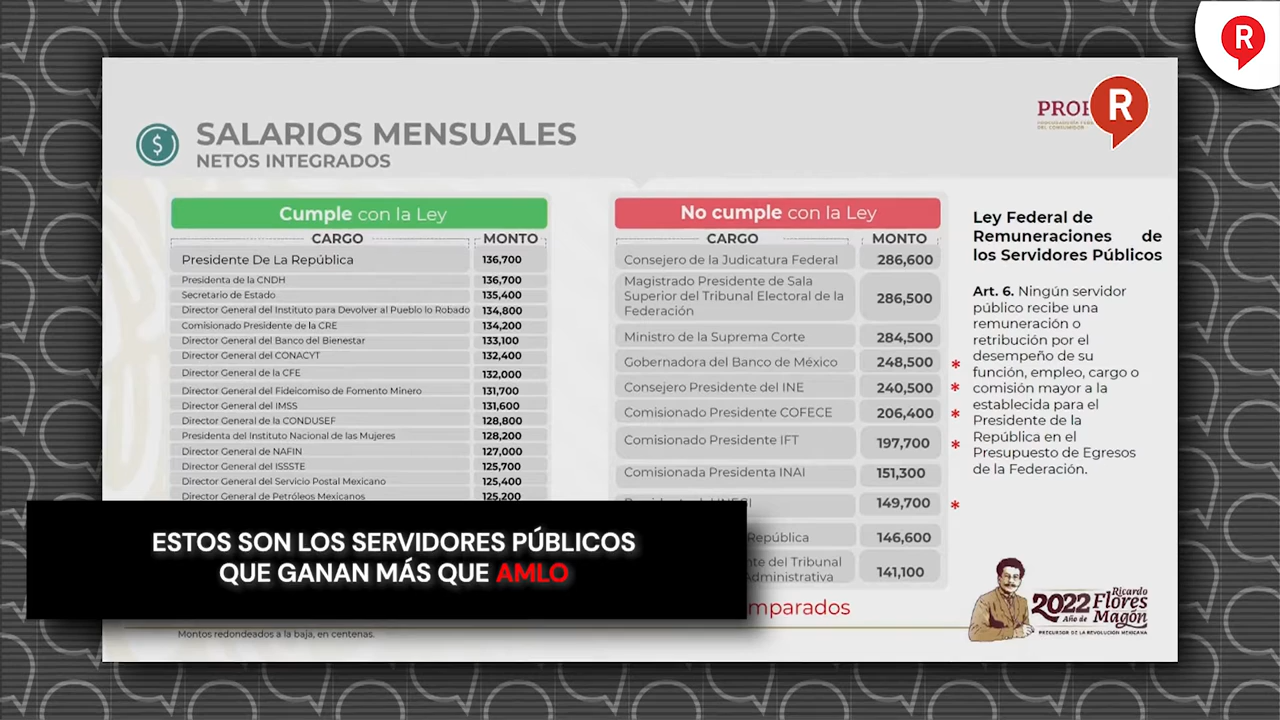 R
PROF
R
SALARIOS MENSUALES
NETOS INTEGRADOS
Cumple con la Ley
CARGO MONTO
Presidente De La República 136,700
Presidenta de la CNDH 136,700
Secretario de Estado 135,400
Director General del Instituto para Devolver al Pueblo lo Robado 134,800
Comisionado Presidente de la CRE 134,200
Director General del Banco del Bienestar 133,100
Director General del CONACYT 132,400
Director General de la CFE 132,000
Director General del Fideicomiso de Fomento Minero 131,700
Director General del IMSS 131,600
Director General de la CONDUSEF 128,800
Presidenta del Instituto Nacional de las Mujeres 128,200
Director General de NAFIN 127,000
Director General del ISSSTE 125,700
Director General del Servicio Postal Mexicano 125,400
Director General de Petróleos Mexicanos 125,200
No cumple con la Ley
CARGO MONTO
Consejero de la Judicatura Federal 286,600
Magistrado Presidente de Sala
Superior del Tribunal Electoral de la
Federación 286,500
Ministro de la Suprema Corte 284,500
Gobernadora del Banco de México 248,500 *
Consejo Presidente del INE 240,500 *
Comisionado Presidente COFECE 206,400 *
Comisionado Presidente IFT 197,700 *
Comisionada Presidenta INAI 151,300
149,700 *
República 146,600
nte del Tribunal
dministrativa 141,100
mparados
Ley Federal de
Remuneraciones de
los Servidores Públicos
Art. 6. Ningún servidor
público recibe una
remuneración o
retribución por el
desempeño de su
función, empleo, cargo o
comisión mayor a la
establecida para el
Presidente de la
República en el
Presupuesto de Egresos
de la Federación.
ESTOS SON LOS SERVIDORES PÚBLICOS
QUE GANAN MÁS QUE AMLO
Montos redondeados a la baja, en centenas.
2022 Ricardo
Año de Flores
Magón
PRECURSOR DE LA REVOLUCIÓN MEXICANA